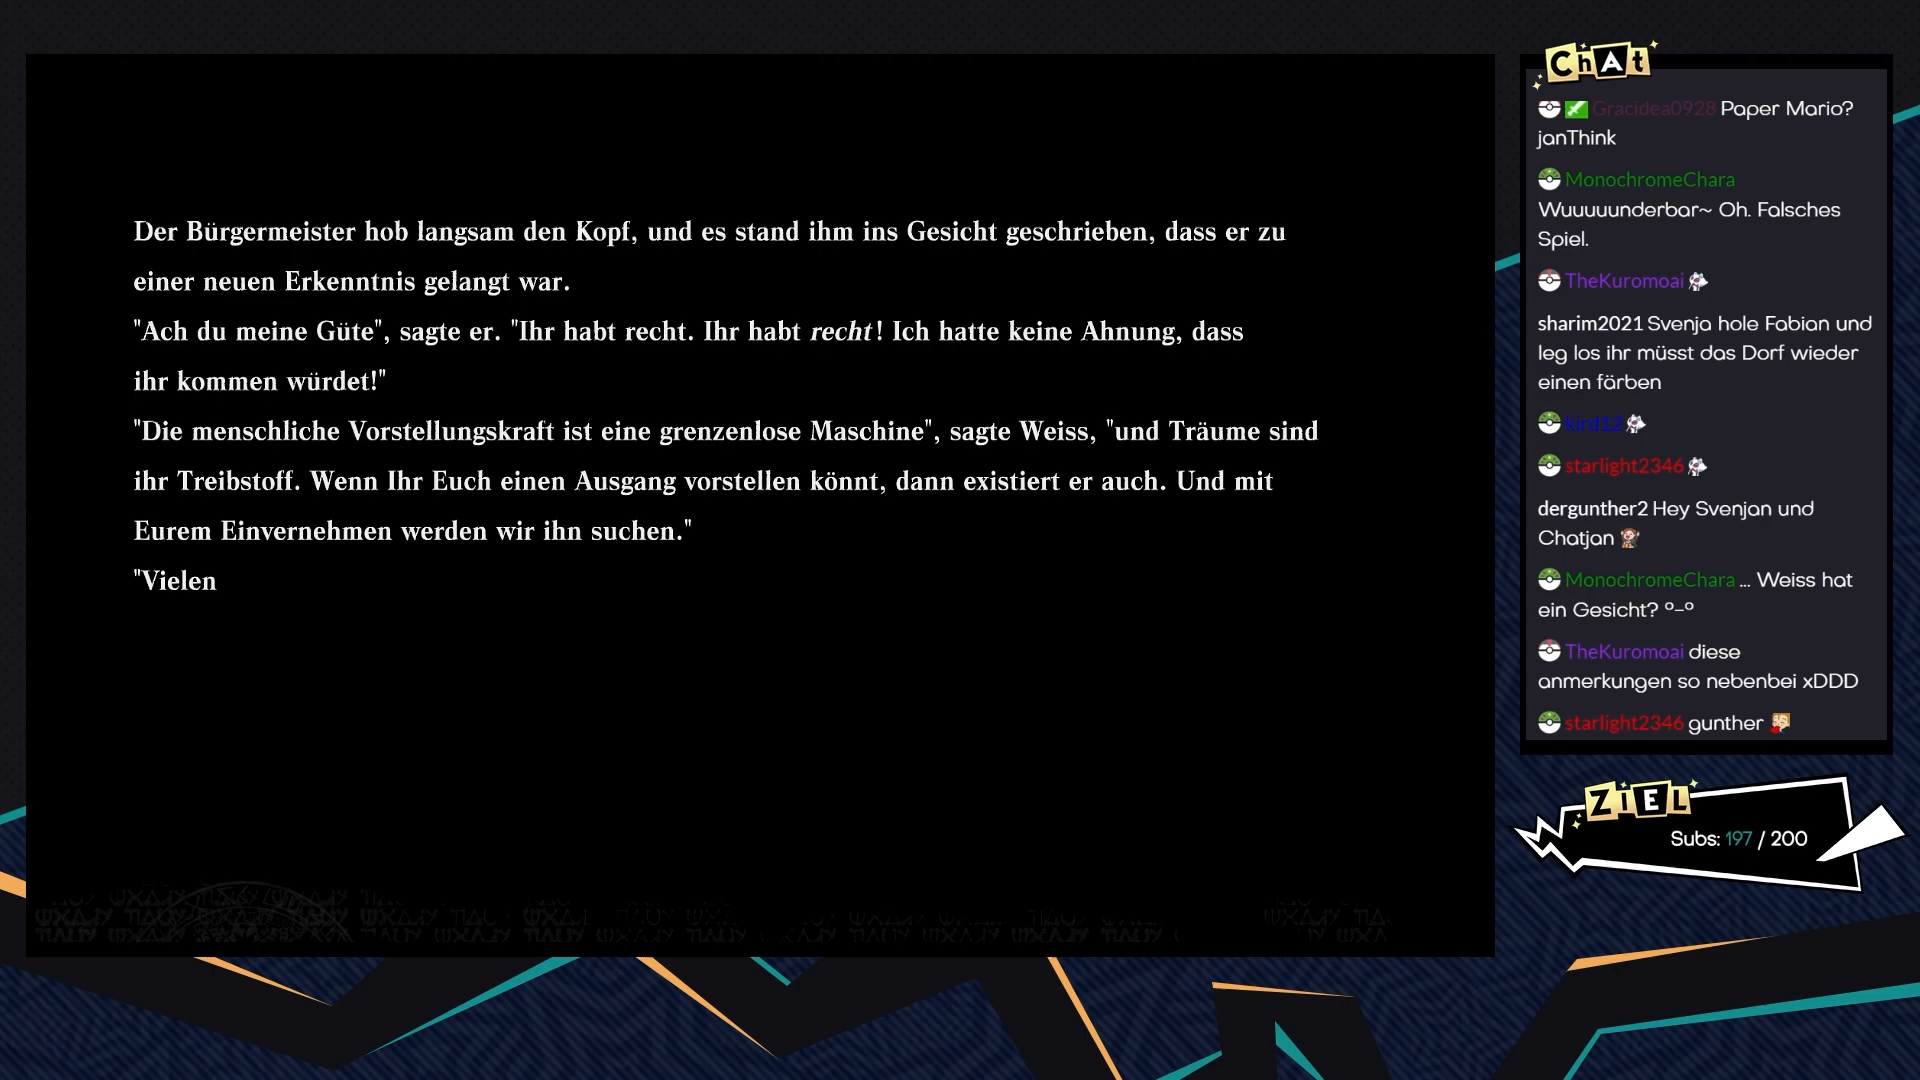 Der Bürgermeister hob langsam den Kopf, und es stand ihm ins Gesicht geschrieben, dass er zu
einer neuen Erkenntnis gelangt war.
"Ach du meine Güte", sagte er. "Ihr habt recht. Ihr habt recht! Ich hatte keine Ahnung, dass
ihr kommen würdet!"
"Die menschliche Vorstellungskraft ist eine grenzenlose Maschine", sagte Weiss, "und Träume sind
ihr Treibstoff. Wenn Ihr Euch einen Ausgang vorstellen könnt, dann existiert er auch. Und mit
Eurem Einvernehmen werden wir ihn suchen."
"Vielen
ChAt
Gracidea0928 Paper Mario?
janThink
MonochromeChara
Wuuuuunderbar~ Oh. Falsches
Spiel.
TheKuromoai
sharim2021 Svenja hole Fabian und
leg los ihr müsst das Dorf wieder
einen färben
kird12
starlight2346
dergunther2 Hey Svenjan und
Chatjan
MonochromeChara ... Weiss hat
ein Gesicht? º-º
TheKuromoai diese
anmerkungen so nebenbei xDDD
starlight2346 gunther
ZiEL
Subs: 197 / 200